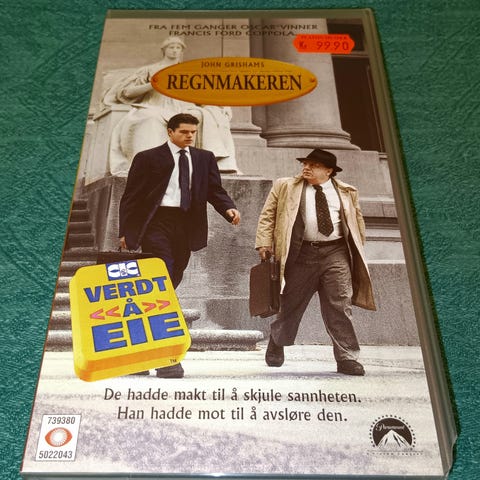 FRA FEM GANGER OSCAR-VINNER
FRANCIS FORD COPPOLA
Kr. 99.90
JOHN GRISHAMS
REGNMAKEREN
CIC
VERDT
<<Å>>
EIE
TM
De hadde makt til å skjule sannheten.
Han hadde mot til å avsløre den.
739380
5022043
Paramount